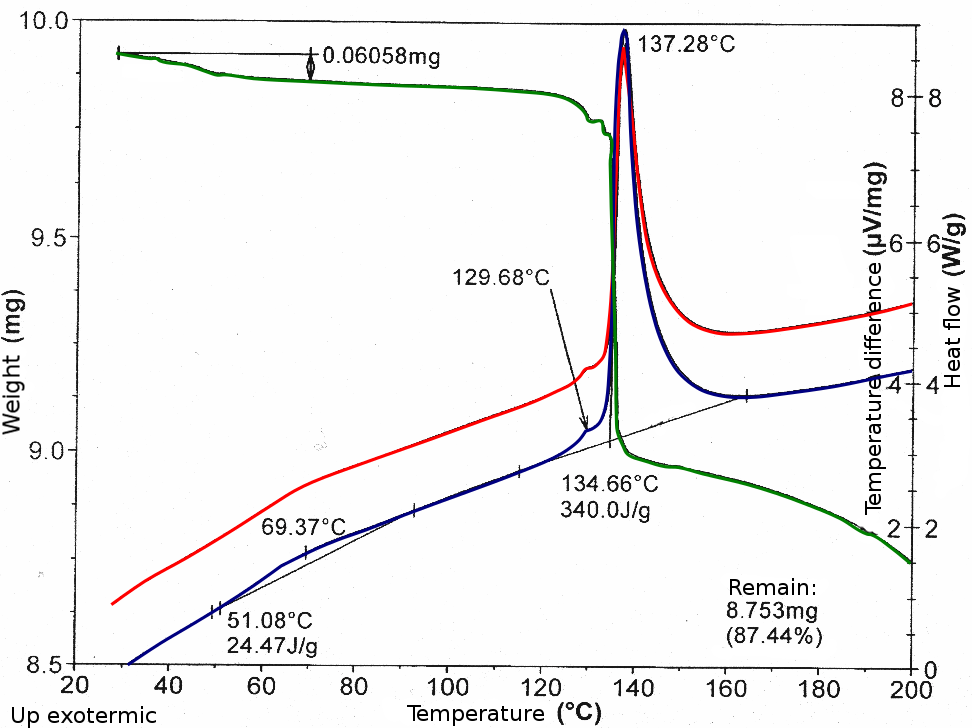 10.0
9.5
9.0
8.5
Weight (mg)
0.06058mg
137.28°C
129.68°C
134.66°C
340.0J/g
69.37°C
51.08°C
24.47J/g
Remain:
8.753mg
(87.44%)
8 8
6 6
4 4
2 2
0
Temperature difference (µV/mg)
Heat flow (W/g)
20 40 60 80 100 120 140 160 180 200
Up exotermic
Temperature (°C)